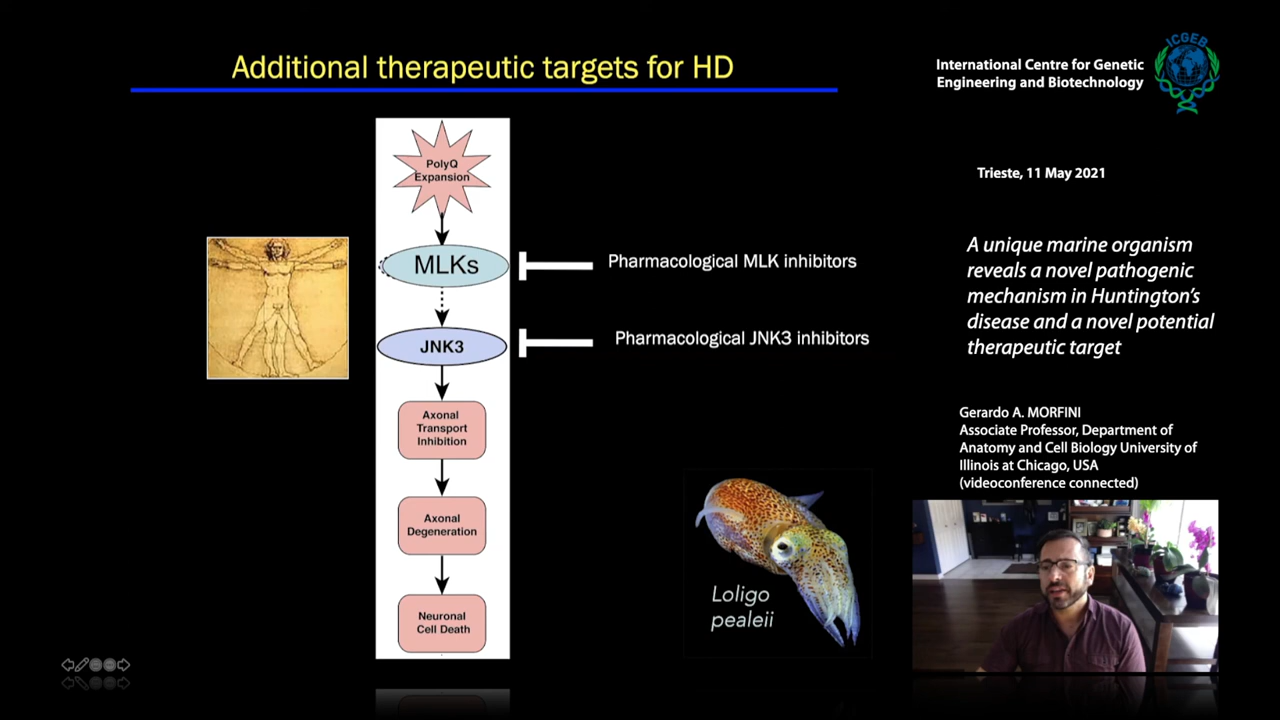 Additional therapeutic targets for HD
PolyQ
Expansion
MLKs
Pharmacological MLK inhibitors
JNK3
Pharmacological JNK3 inhibitors
Axonal
Transport
Inhibition
Axonal
Degeneration
Neuronal
Cell Death
Loligo
pealeii
International Centre for Genetic
Engineering and Biotechnology
ICGEB
Trieste, 11 May 2021
A unique marine organism
reveals a novel pathogenic
mechanism in Huntington's
disease and a novel potential
therapeutic target
Gerardo A. MORFINI
Associate Professor, Department of
Anatomy and Cell Biology University of
Illinois at Chicago, USA
(videoconference connected)